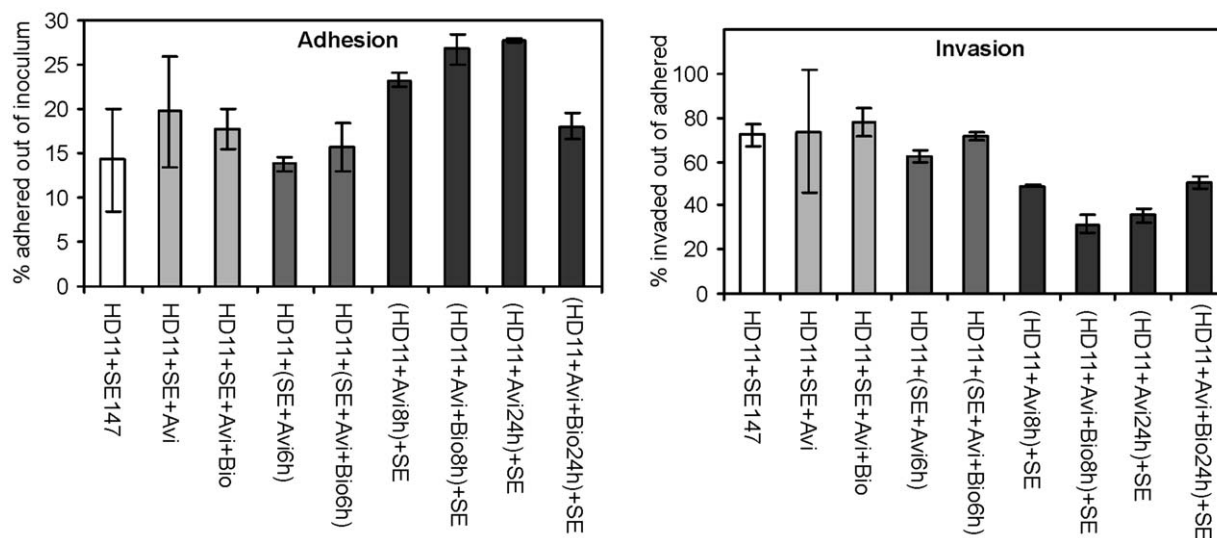 Adhesion
% adhered out of inoculum
30
25
20
15
10
5
0
HD11+SE147
HD11+SE+Avi
HD11+SE+Avi+Bio
HD11+(SE+Avi6h)
HD11+(SE+Avi+Bio6h)
(HD11+Avi8h)+SE
(HD11+Avi+Bio8h)+SE
(HD11+Avi24h)+SE
(HD11+Avi+Bio24h)+SE
Invasion
% invaded out of adhered
100
80
60
40
20
0
HD11+SE147
HD11+SE+Avi
HD11+SE+Avi+Bio
HD11+(SE+Avi6h)
HD11+(SE+Avi+Bio6h)
(HD11+Avi8h)+SE
(HD11+Avi+Bio8h)+SE
(HD11+Avi24h)+SE
(HD11+Avi+Bio24h)+SE